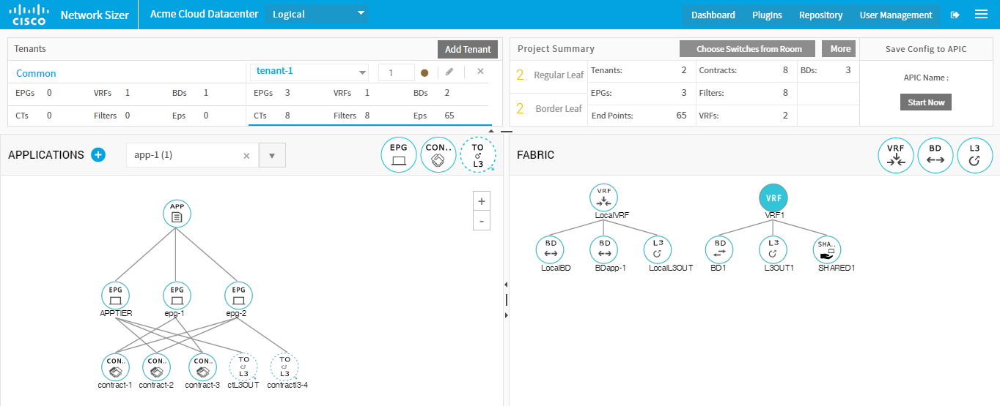 CISCO Network Sizer Acme Cloud Datacenter Logical Dashboard Plugins Repository User Management
Tenants Add Tenant
Common tenant-1 1
EPGs 0 VRFs 1 BDs 1 EPGs 3 VRFs 1 BDs 2
CTs 0 Filters 0 Eps 0 CTs 8 Filters 8 Eps 65
Project Summary Choose Switches from Room More Save Config to APIC
2 Regular Leaf
2 Border Leaf
Tenants: 2 Contracts: 8 BDs: 3
EPGs: 3 Filters: 8
End Points: 65 VRFs: 2
APIC Name :
Start Now
APPLICATIONS app-1 (1)
EPG CON.. TO L3
+
-
APP
EPG EPG EPG
APPTIER epg-1 epg-2
CON.. CON.. CON.. TO L3 TO L3
contract-1 contract-2 contract-3 ctL3OUT contractl3-4
FABRIC VRF BD L3
VRF VRF
LocalVRF VRF1
BD BD L3 BD L3 SHA..
LocalBD BDapp-1 LocalL3OUT BD1 L3OUT1 SHARED1